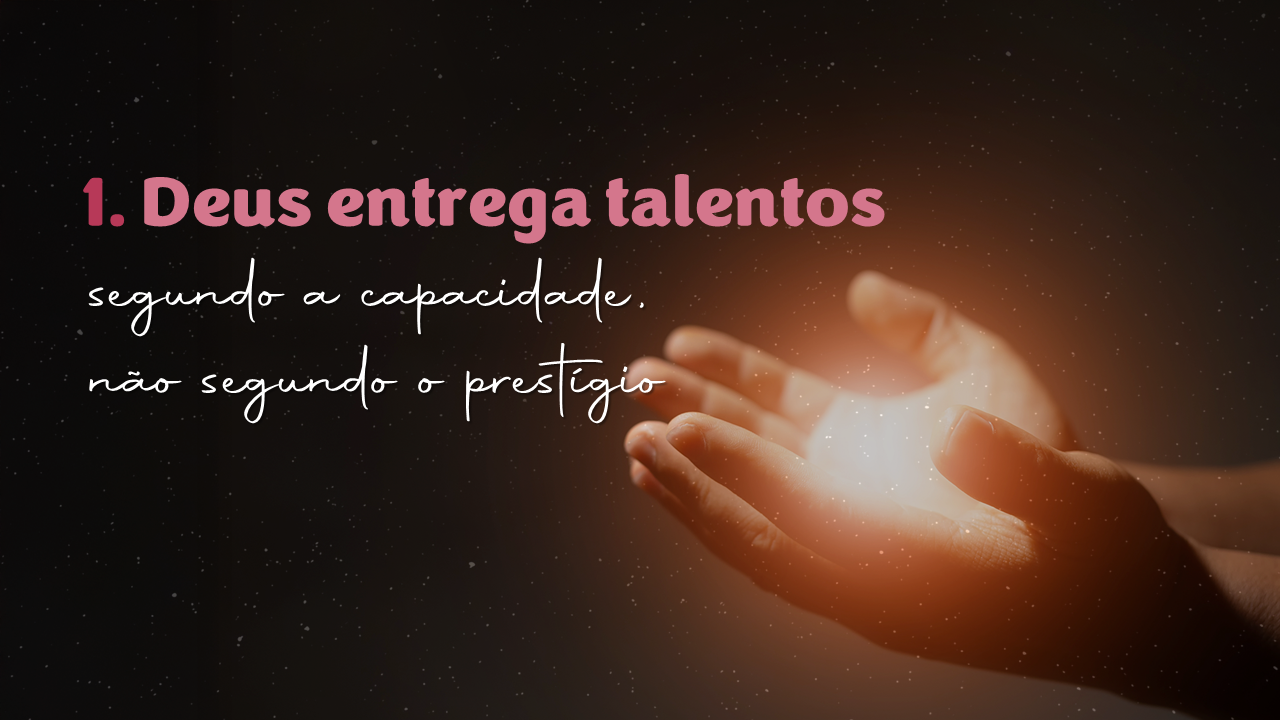 1. Deus entrega talentos
segundo a capacidade,
não segundo o prestígio